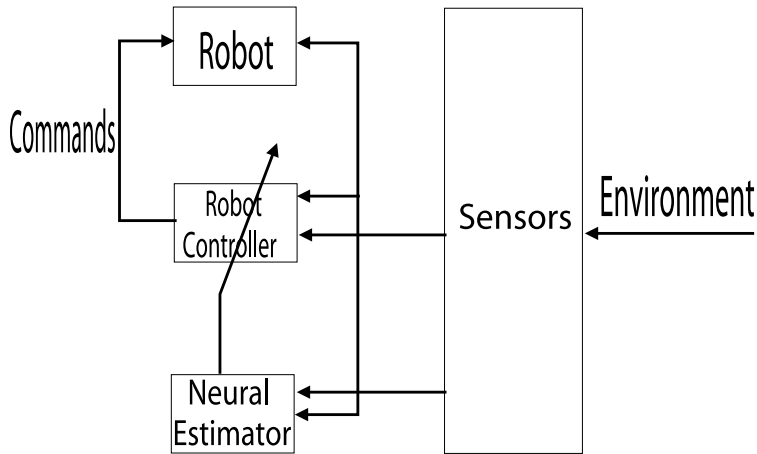 Robot
Commands
Robot
Controller
Sensors
Environment
Neural
Estimator